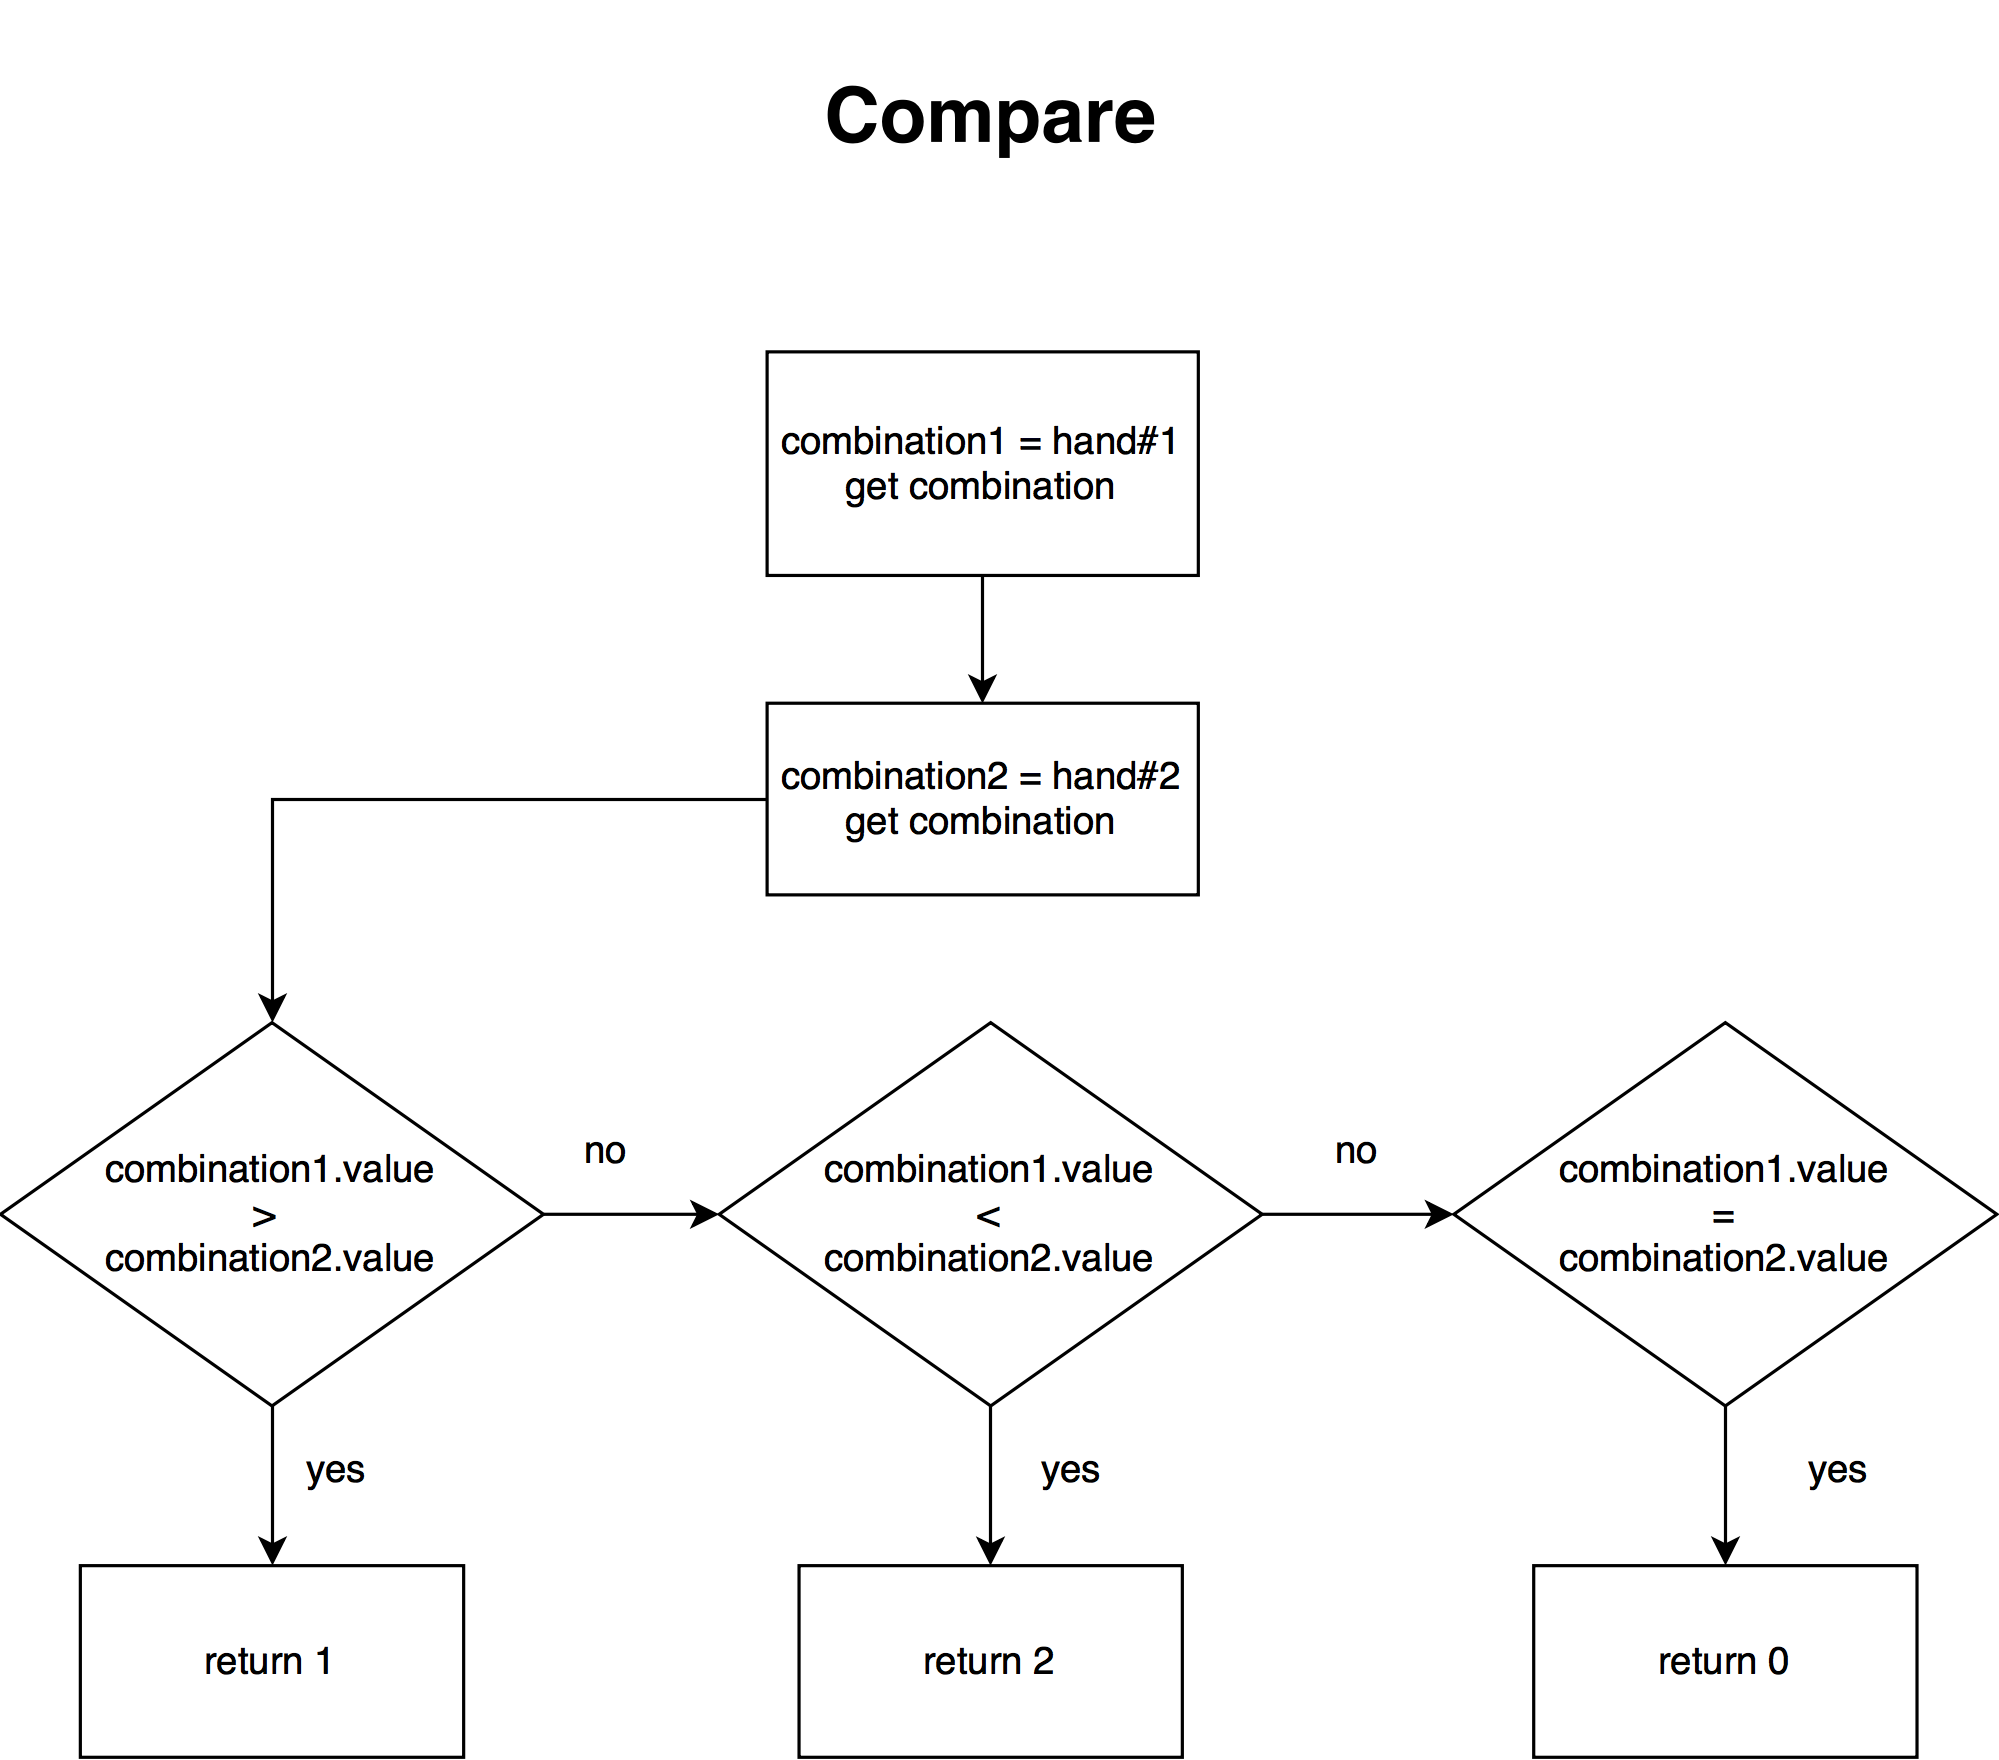 Compare
combination1 = hand#1
get combination
combination2 = hand#2
get combination
combination1.value
>
combination2.value
no
combination1.value
<
combination2.value
no
combination1.value
=
combination2.value
yes
yes
yes
return 1
return 2
return 0